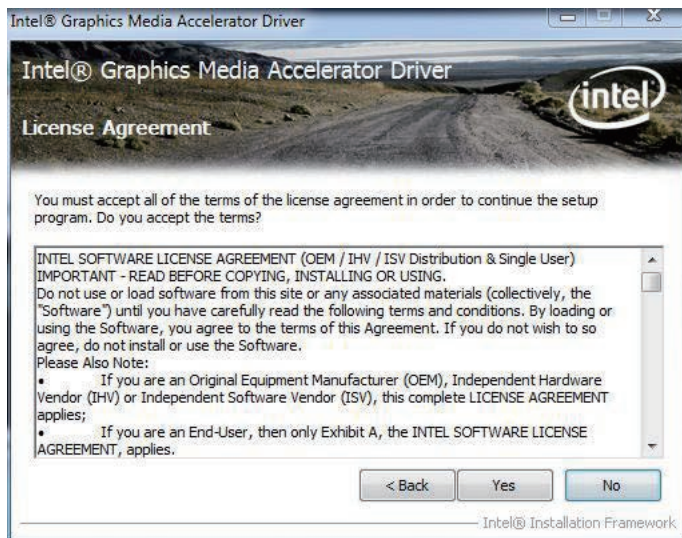 Intel® Graphics Media Accelerator Driver
Intel® Graphics Media Accelerator Driver
intel
License Agreement
You must accept all of the terms of the license agreement in order to continue the setup
program. Do you accept the terms?
INTEL SOFTWARE LICENSE AGREEMENT (OEM / IHV / ISV Distribution & Single User)
IMPORTANT - READ BEFORE COPYING, INSTALLING OR USING.
Do not use or load software from this site or any associated materials (collectively, the
"Software") until you have carefully read the following terms and conditions. By loading or
using the Software, you agree to the terms of this Agreement. If you do not wish to so
agree, do not install or use the Software.
Please Also Note:
• If you are an Original Equipment Manufacturer (OEM), Independent Hardware
Vendor (IHV) or Independent Software Vendor (ISV), this complete LICENSE AGREEMENT
applies;
• If you are an End-User, then only Exhibit A, the INTEL SOFTWARE LICENSE
AGREEMENT, applies.
< Back Yes No
Intel® Installation Framework